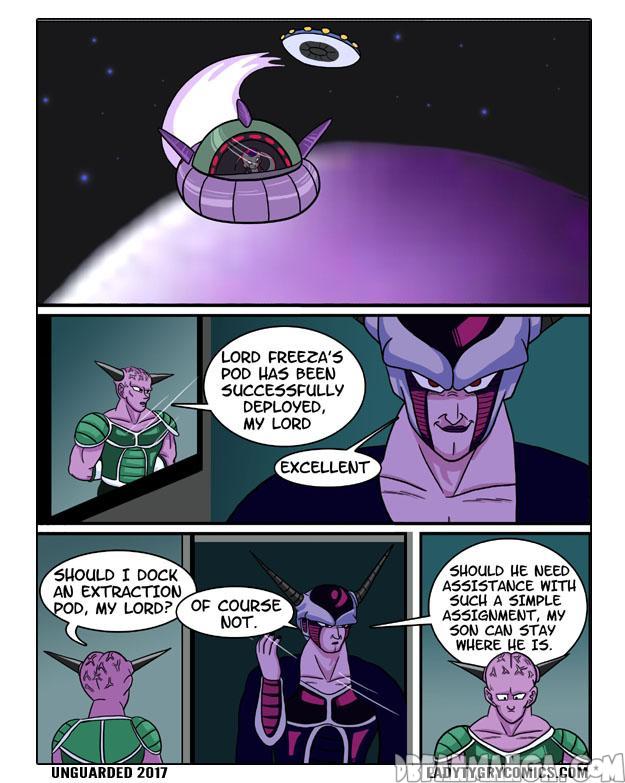 LORD FREEZA'S
POD HAS BEEN
SUCCESSFULLY
DEPLOYED,
MY LORD
EXCELLENT
SHOULD I DOCK
AN EXTRACTION
POD, MY LORD?
OF COURSE
NOT.
SHOULD HE NEED
ASSISTANCE WITH
SUCH A SIMPLE
ASSIGNMENT, MY
SON CAN STAY
WHERE HE IS.
UNGUARDED 2017
LADYTYGRYCOMICS.COM
DBFANMANGA.COM